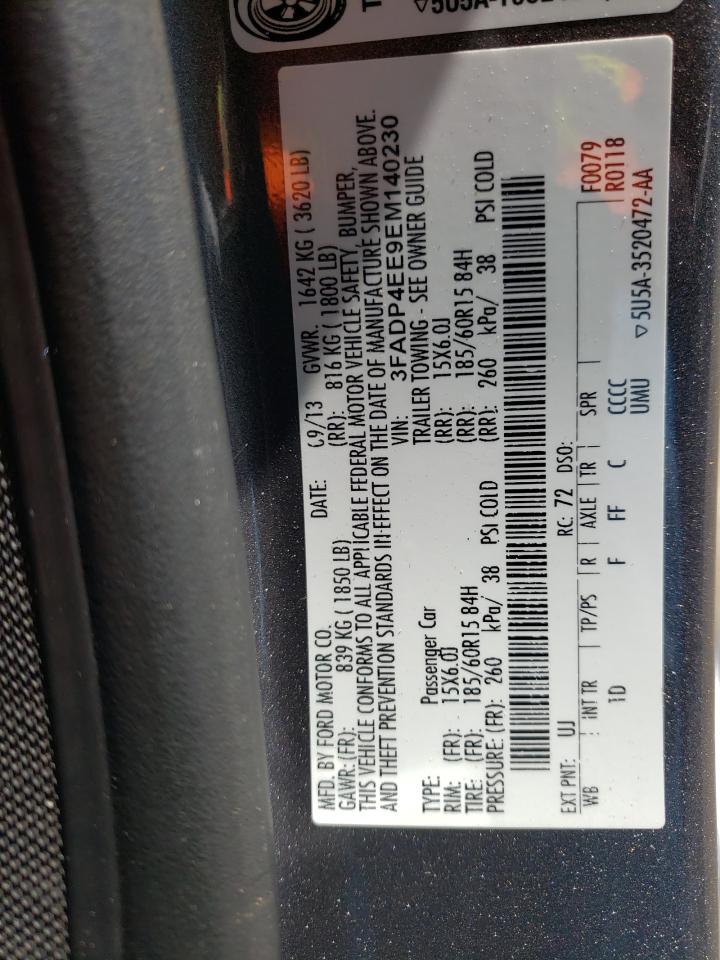 MFD. BY FORD MOTOR CO. DATE: 09/13 GVWR: 1642 KG ( 3620 LB)
GAWR: (FR): 839 KG ( 1850 LB) (RR): 816 KG ( 1800 LB)
THIS VEHICLE CONFORMS TO ALL APPLICABLE FEDERAL MOTOR VEHICLE SAFETY, BUMPER,
AND THEFT PREVENTION STANDARDS IN EFFECT ON THE DATE OF MANUFACTURE SHOWN ABOVE.
VIN: 3FADP4EE9EM140230
TYPE: Passenger Car TRAILER TOWING - SEE OWNER GUIDE
RIM: (FR): 15X6.0J (RR): 15X6.0J
TIRE: (FR): 185/60R15 84H (RR): 185/60R15 84H
PRESSURE: (FR): 260 kPa/ 38 PSI COLD (RR): 260 kPa/ 38 PSI COLD
EXT PNT: UJ RC: 72 DSO: F0079
WB INT TR TP/PS R AXLE TR SPR R0118
1D F FF C CCCC
UMU ▽5U5A-3520472-AA